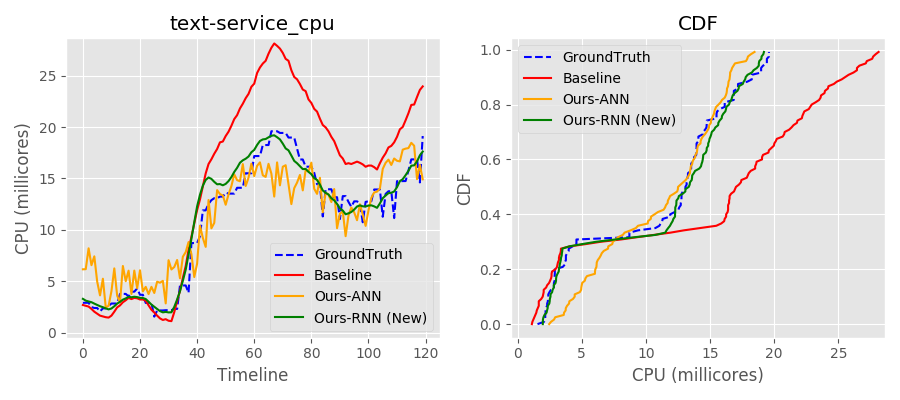 text-service_cpu
CPU (millicores)
25
20
15
10
5
0
GroundTruth
Baseline
Ours-ANN
Ours-RNN (New)
0 20 40 60 80 100 120
Timeline
CDF
CDF
1.0
0.8
0.6
0.4
0.2
0.0
GroundTruth
Baseline
Ours-ANN
Ours-RNN (New)
0 5 10 15 20 25
CPU (millicores)